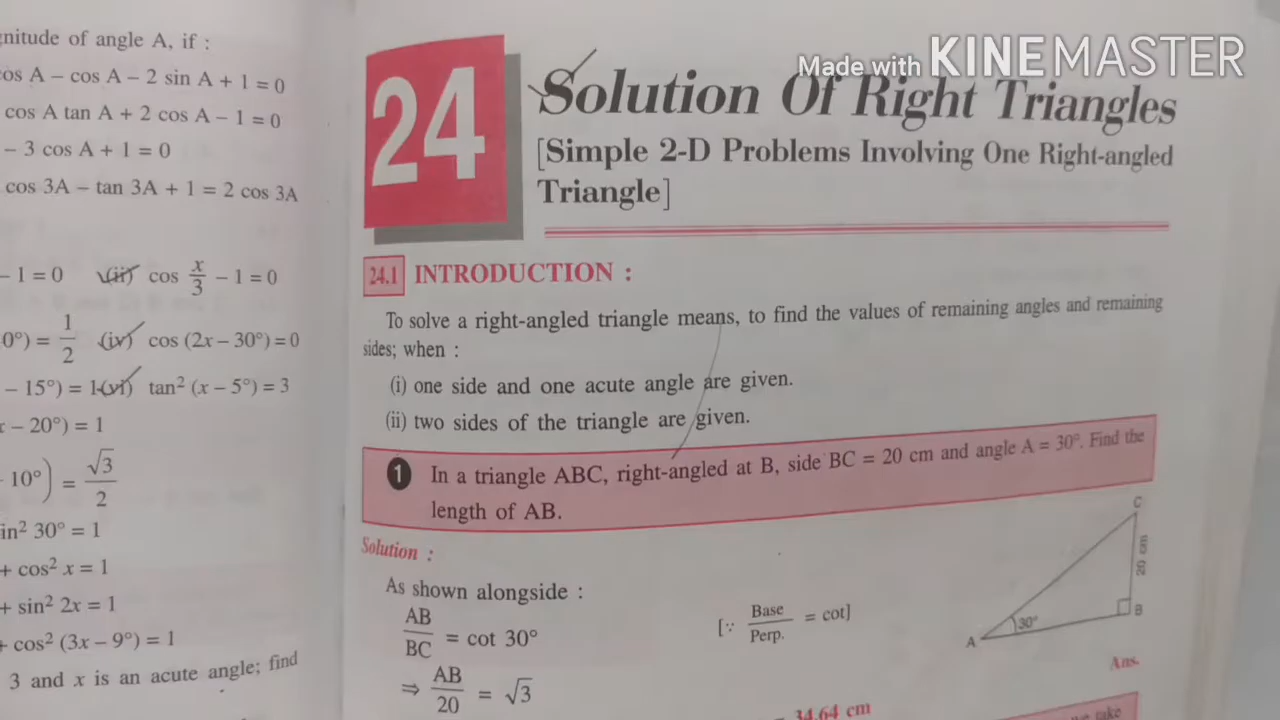 gnitude of angle A, if :
cos A – cos A – 2 sin A + 1 = 0
cos A tan A + 2 cos A – 1 = 0
– 3 cos A + 1 = 0
cos 3A – tan 3A + 1 = 2 cos 3A
– 1 = 0 (ii) cos x/3 – 1 = 0
0°) = 1/2 (iv) cos (2x – 30°) = 0
– 15°) = 1 (vi) tan² (x – 5°) = 3
– 20°) = 1
10°) = √3/2
in² 30° = 1
+ cos² x = 1
+ sin² 2x = 1
+ cos² (3x – 9°) = 1
3 and x is an acute angle; find
Made with KINEMASTER
24
Solution Of Right Triangles
[Simple 2-D Problems Involving One Right-angled
Triangle]
24.1 INTRODUCTION :
To solve a right-angled triangle means, to find the values of remaining angles and remaining
sides; when :
(i) one side and one acute angle are given.
(ii) two sides of the triangle are given.
1 In a triangle ABC, right-angled at B, side BC = 20 cm and angle A = 30°. Find the
length of AB.
Solution :
As shown alongside :
AB/BC = cot 30° [∵ Base/Perp. = cot]
⇒ AB/20 = √3
C
20 cm
B
30°
A
Ans.
34.64 cm
take